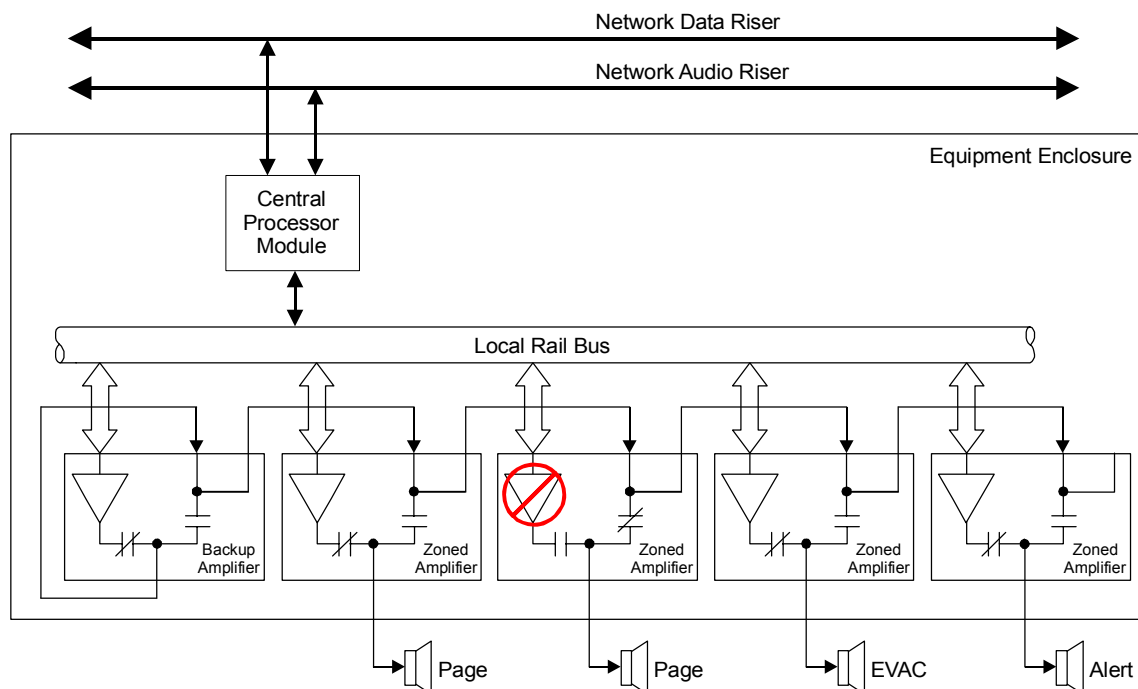 Network Data Riser
Network Audio Riser
Equipment Enclosure
Central
Processor
Module
Local Rail Bus
Backup
Amplifier
Zoned
Amplifier
Zoned
Amplifier
Zoned
Amplifier
Zoned
Amplifier
Page
Page
EVAC
Alert